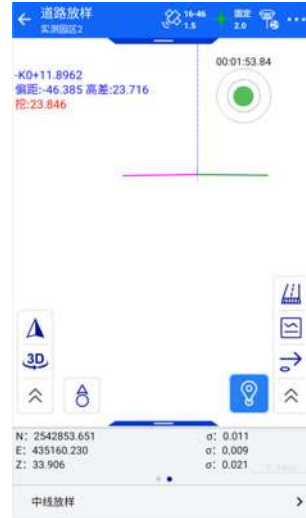 道路放样
实测园区2
16-46
1.5
固定
2.0
00:01:53.84
-K0+11.8962
偏距:-46.385 高差:23.716
挖:23.846
3D
N: 2542853.651
σ: 0.011
E: 435160.230
σ: 0.009
Z: 33.906
σ: 0.021
中线放样